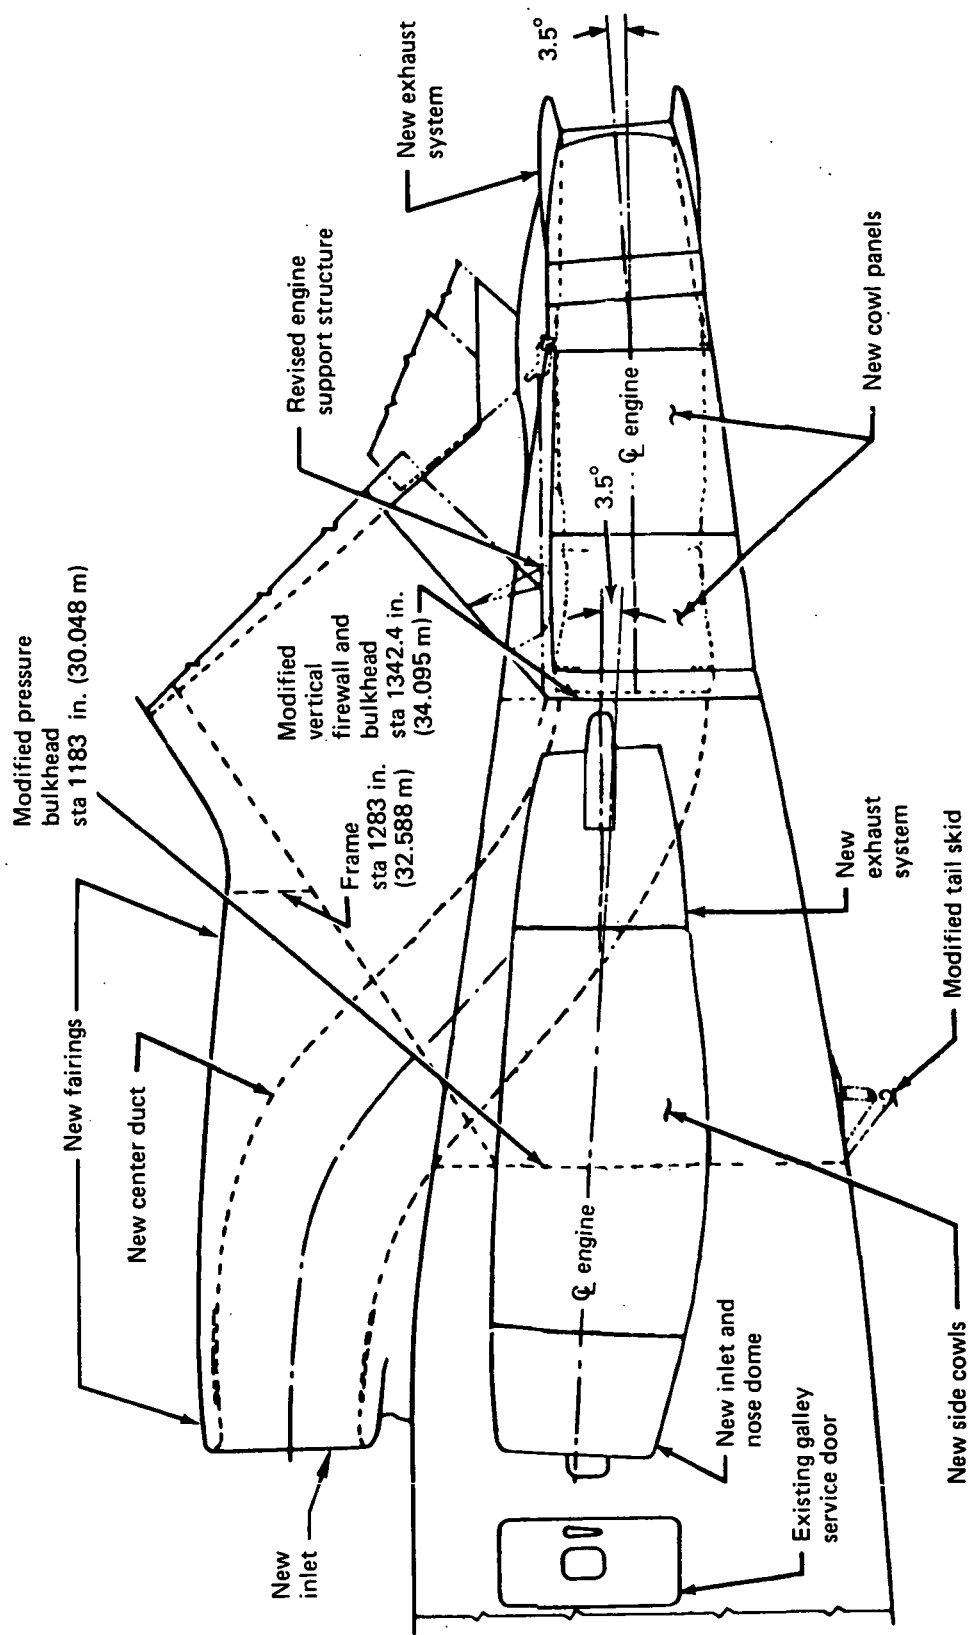 Modified pressure
bulkhead
sta 1183 in. (30.048 m)
New fairings
New center duct
New
inlet
Frame
sta 1283 in.
(32.588 m)
Modified
vertical
firewall and
bulkhead
sta 1342.4 in.
(34.095 m)
Revised engine
support structure
New exhaust
system
3.5°
℄ engine
3.5°
℄ engine
New cowl panels
New inlet and
nose dome
Existing galley
service door
New
exhaust
system
New side cowls
Modified tail skid